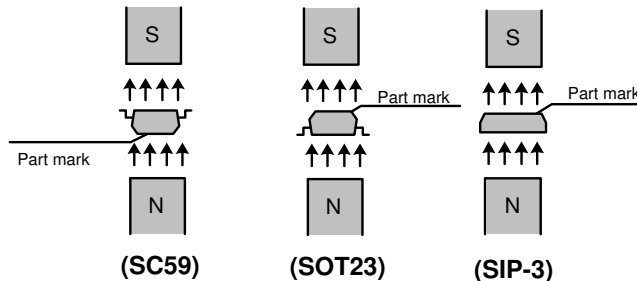 S
S
S
Part mark
Part mark
Part mark
N
N
N
(SC59)
(SOT23)
(SIP-3)